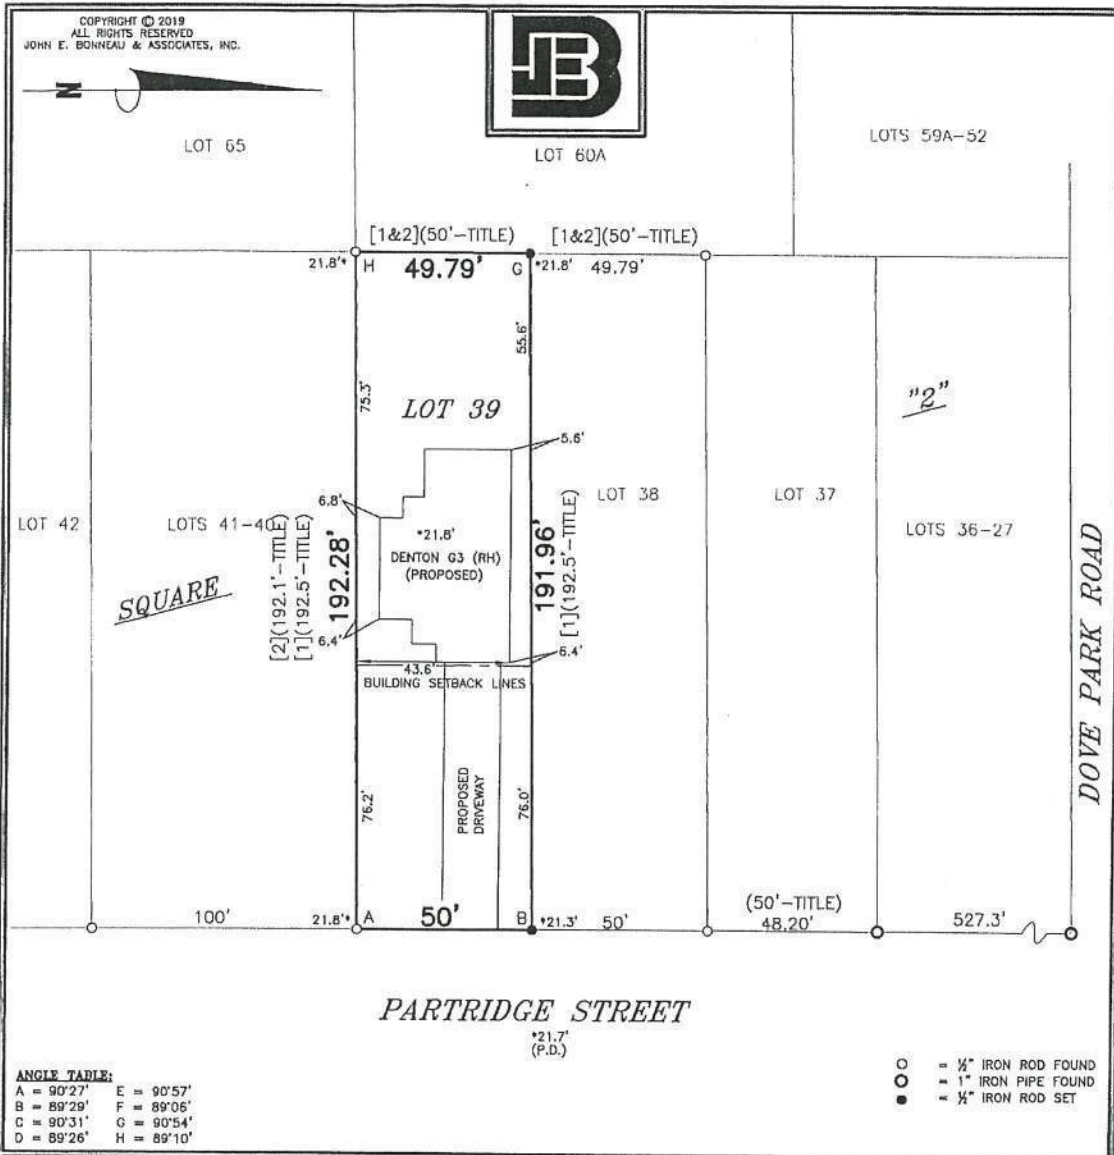 COPYRIGHT © 2019
ALL RIGHTS RESERVED
JOHN E. BONNEAU & ASSOCIATES, INC.
N
JEB
LOT 65
LOT 60A
LOTS 59A-52
[1&2](50'-TITLE)
[1&2](50'-TITLE)
21.8'*
H
49.79'
G
*21.8'
49.79'
55.6'
75.3'
LOT 39
"2"
5.6'
6.8'
LOT 42
LOTS 41-40
LOT 38
LOT 37
LOTS 36-27
*21.8'
DENTON G3 (RH)
(PROPOSED)
SQUARE
[2](192.1'-TITLE)
[1](192.5'-TITLE)
192.28'
191.96'
[1](192.5'-TITLE)
6.4'
6.4'
43.6'
BUILDING SETBACK LINES
DOVE PARK ROAD
76.2'
PROPOSED
DRIVEWAY
76.0'
100'
21.8'*
A
50'
B
*21.3'
50'
(50'-TITLE)
48.20'
527.3'
PARTRIDGE STREET
*21.7'
(P.D.)
ANGLE TABLE:
A = 90°27' E = 90°57'
B = 89°29' F = 89°06'
C = 90°31' G = 90°54'
D = 89°26' H = 89°10'
= ½" IRON ROD FOUND
= 1" IRON PIPE FOUND
= ½" IRON ROD SET